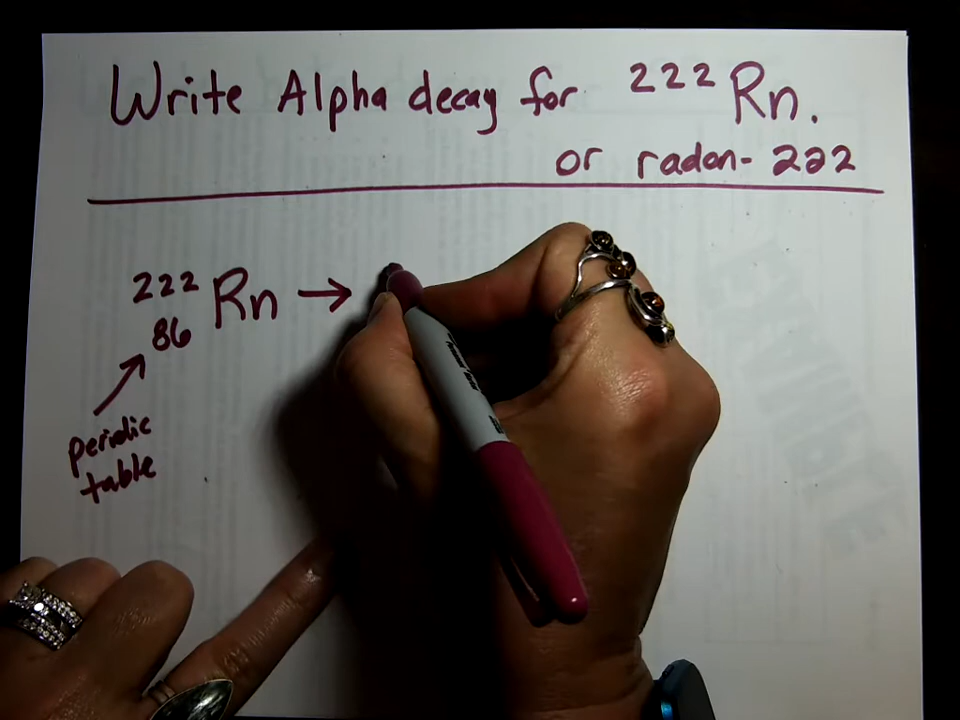 Write Alpha decay for 222 Rn.
or radon-222
222
86 Rn →
periodic
table